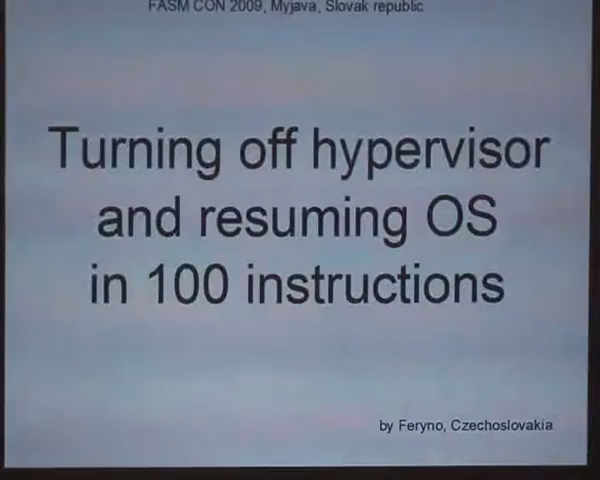 FASM CON 2009, Myjava, Slovak republic
Turning off hypervisor
and resuming OS
in 100 instructions
by Feryno, Czechoslovakia